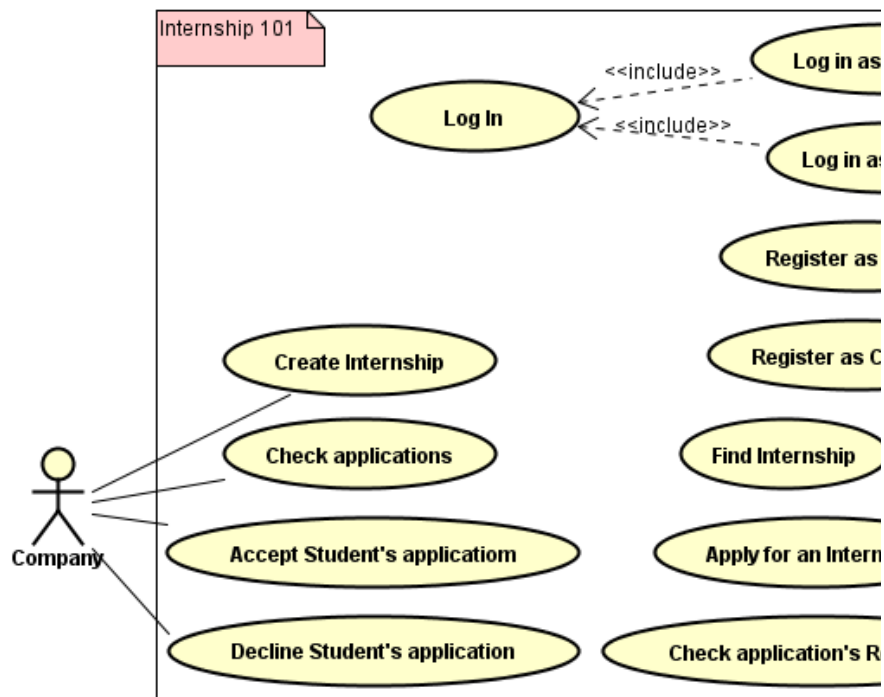 Internship 101
Log In
<<include>>
<<include>>
Log in as
Log in as
Register as
Register as C
Create Internship
Check applications
Find Internship
Company
Accept Student's applicatiom
Apply for an Intern
Decline Student's application
Check application's R